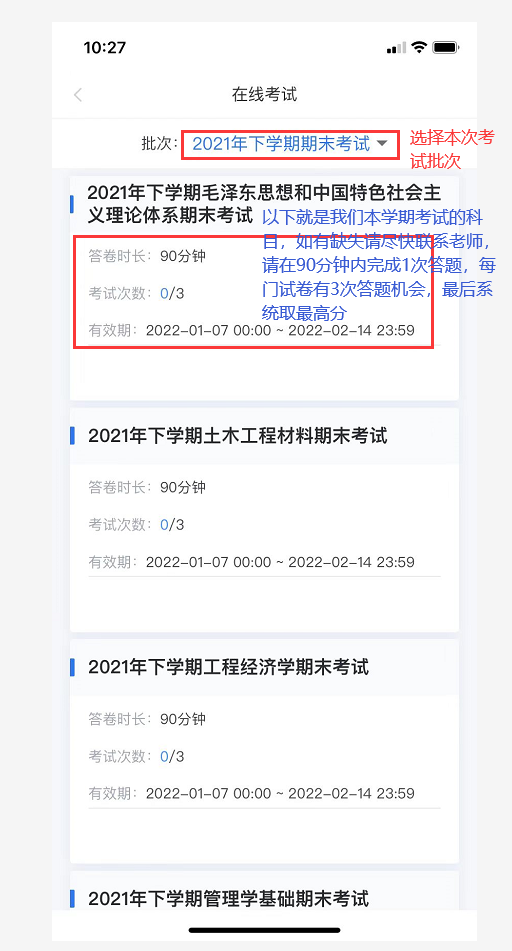 10:27
在线考试
批次： 2021年下学期期末考试
选择本次考
试批次
2021年下学期毛泽东思想和中国特色社会主
义理论体系期末考试
以下就是我们本学期考试的科
目，如有缺失请尽快联系老师，
请在90分钟内完成1次答题，每
门试卷有3次答题机会，最后系
统取最高分
答卷时长： 90分钟
考试次数： 0/3
有效期： 2022-01-07 00:00 ~ 2022-02-14 23:59
2021年下学期土木工程材料期末考试
答卷时长： 90分钟
考试次数： 0/3
有效期： 2022-01-07 00:00 ~ 2022-02-14 23:59
2021年下学期工程经济学期末考试
答卷时长： 90分钟
考试次数： 0/3
有效期： 2022-01-07 00:00 ~ 2022-02-14 23:59
2021年下学期管理学基础期末考试